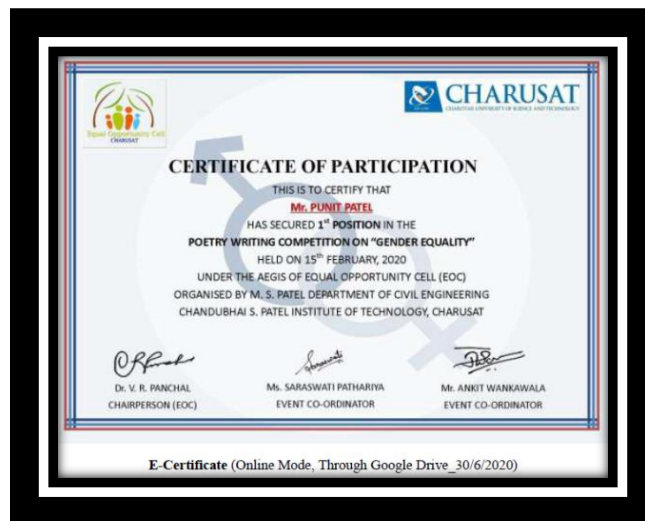 Equal Opportunity Cell
CHARUSAT
CHARUSAT
CHAROTAR UNIVERSITY OF SCIENCE AND TECHNOLOGY
CERTIFICATE OF PARTICIPATION
THIS IS TO CERTIFY THAT
Mr. PUNIT PATEL
HAS SECURED 1st POSITION IN THE
POETRY WRITING COMPETITION ON “GENDER EQUALITY”
HELD ON 15th FEBRUARY, 2020
UNDER THE AEGIS OF EQUAL OPPORTUNITY CELL (EOC)
ORGANISED BY M. S. PATEL DEPARTMENT OF CIVIL ENGINEERING
CHANDUBHAI S. PATEL INSTITUTE OF TECHNOLOGY, CHARUSAT
Dr. V. R. PANCHAL
CHAIRPERSON (EOC)
Ms. SARASWATI PATHARIYA
EVENT CO-ORDINATOR
Mr. ANKIT WANKAWALA
EVENT CO-ORDINATOR
E-Certificate (Online Mode, Through Google Drive_30/6/2020)